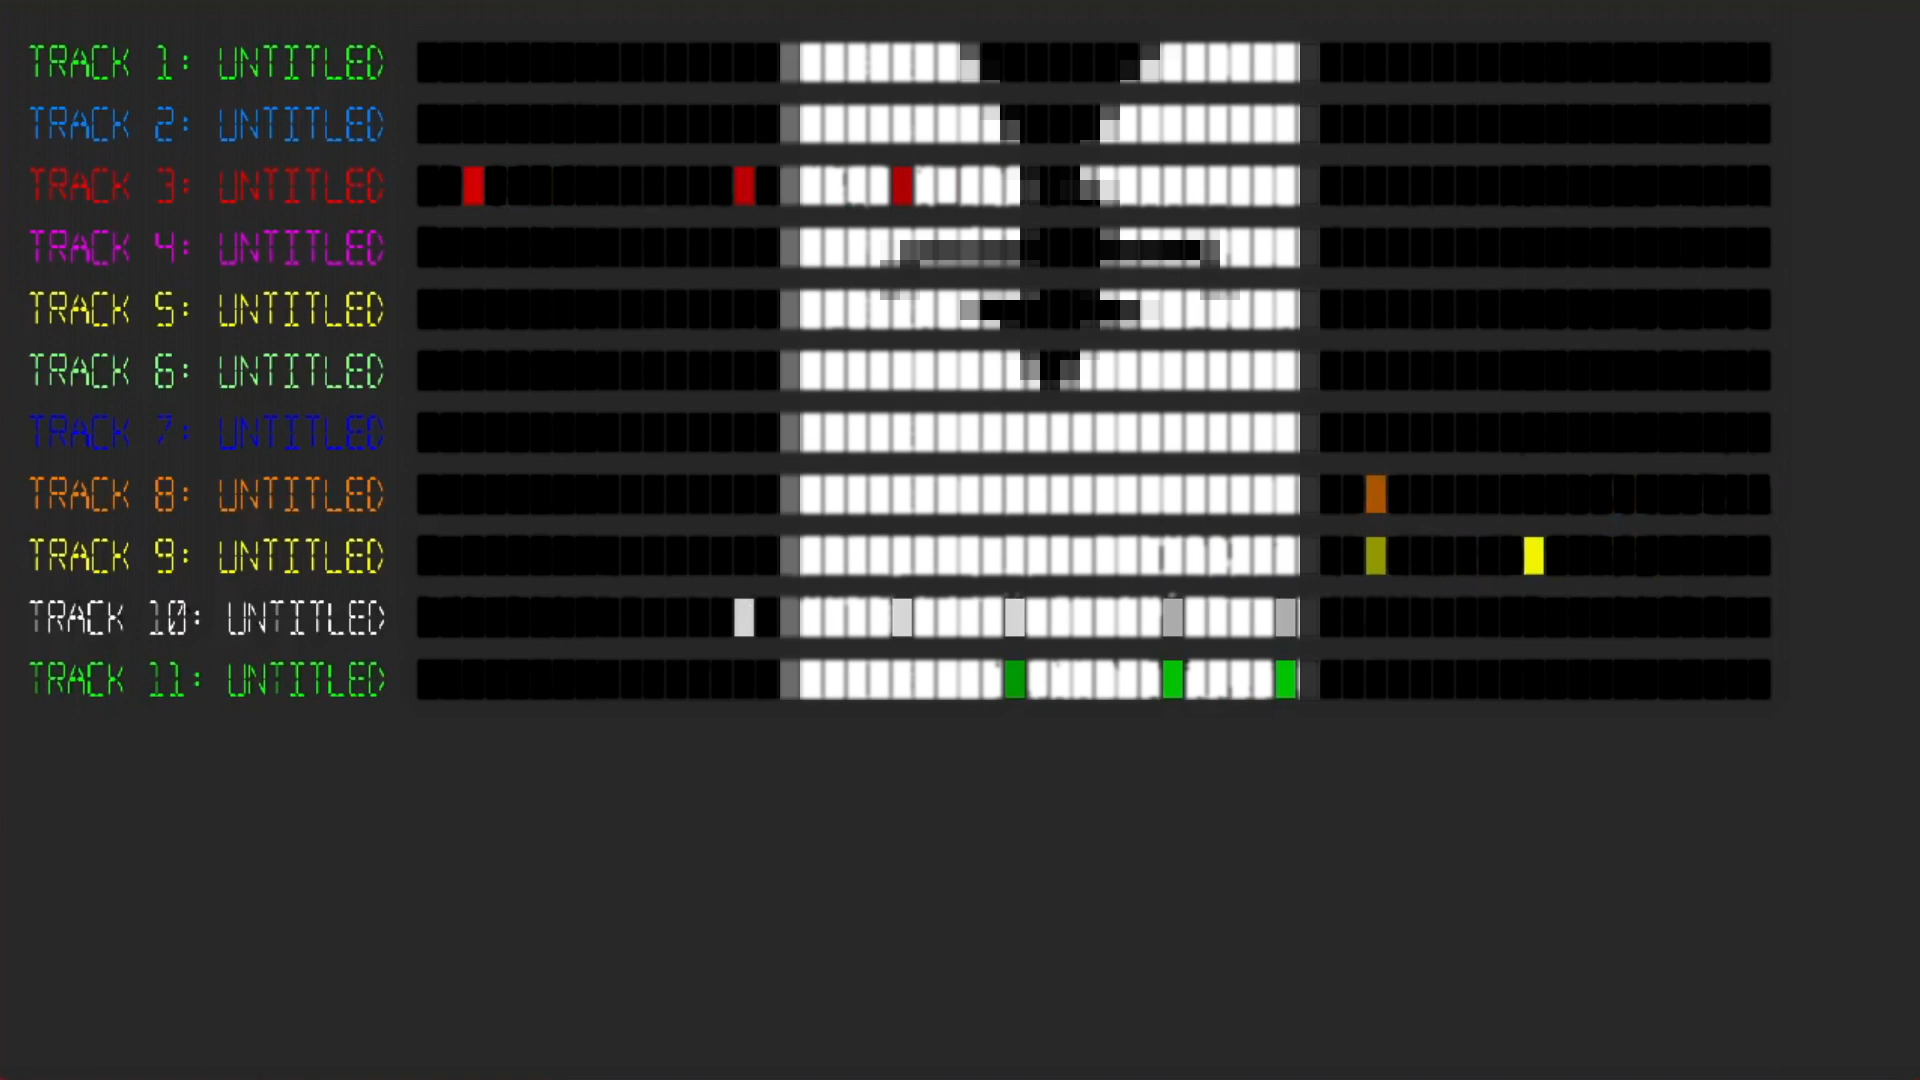 TRACK 1: UNTITLED
TRACK 2: UNTITLED
TRACK 3: UNTITLED
TRACK 4: UNTITLED
TRACK 5: UNTITLED
TRACK 6: UNTITLED
TRACK 7: UNTITLED
TRACK 8: UNTITLED
TRACK 9: UNTITLED
TRACK 10: UNTITLED
TRACK 11: UNTITLED